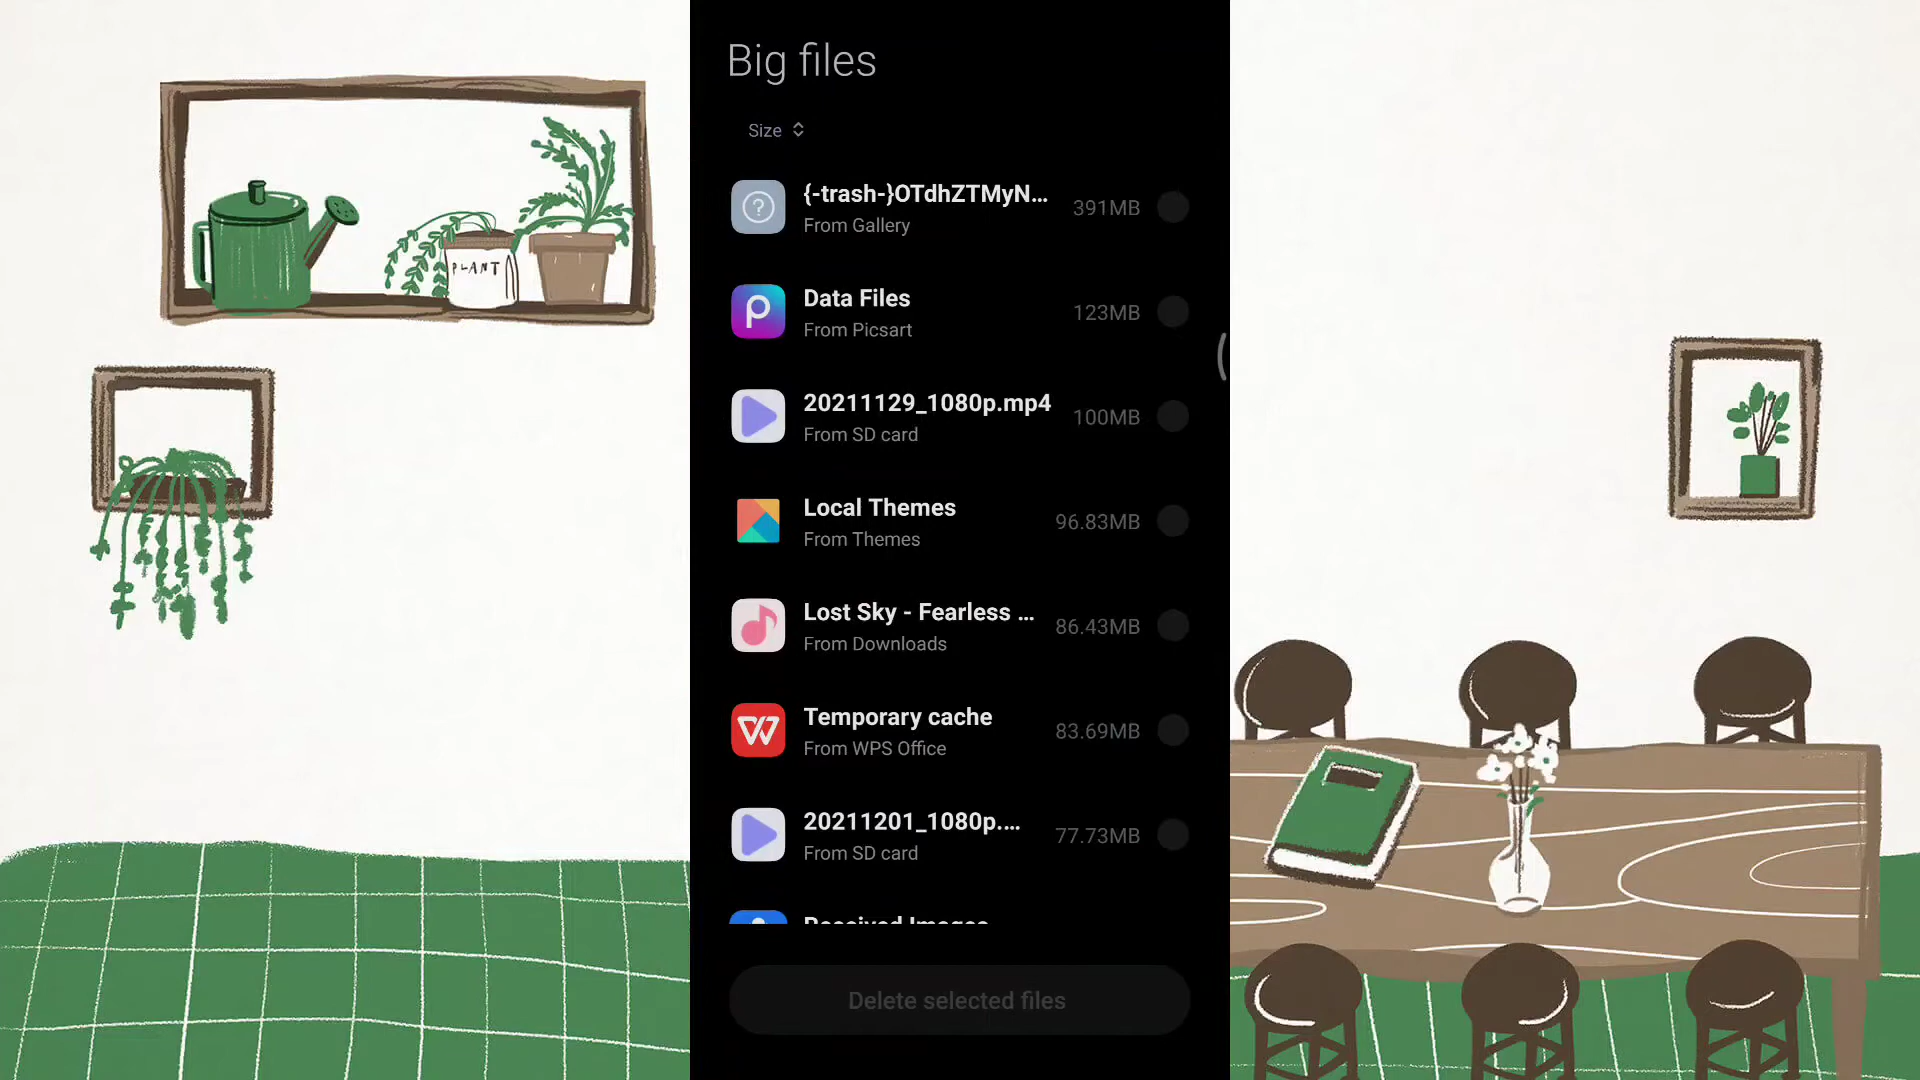 Big files
Size
{-trash-}OTdhZTMyN...
391MB
From Gallery
Data Files
123MB
From Picsart
20211129_1080p.mp4
100MB
From SD card
Local Themes
96.83MB
From Themes
Lost Sky - Fearless ...
86.43MB
From Downloads
Temporary cache
83.69MB
From WPS Office
20211201_1080p....
77.73MB
From SD card
Received Images
Delete selected files
PLANT